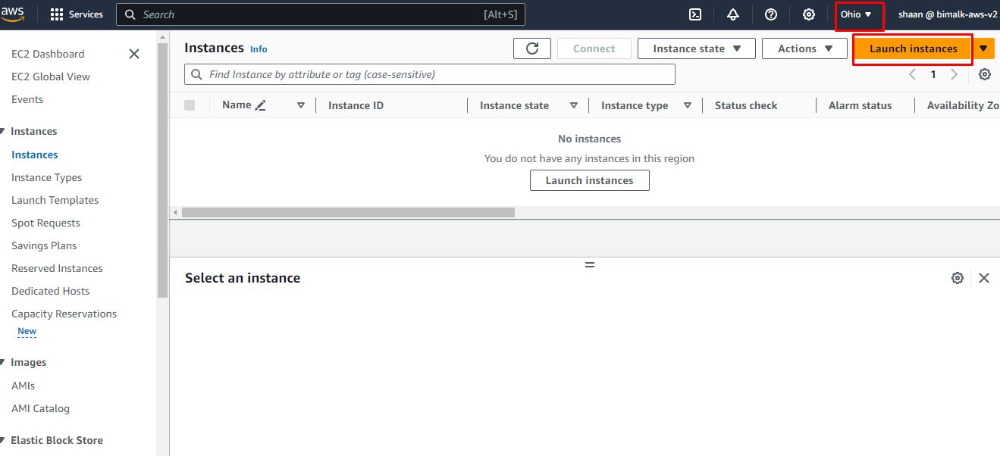 aws Services Search [Alt+S] Ohio shaan @ bimalk-aws-v2
EC2 Dashboard
EC2 Global View
Events
Instances
Instances
Instance Types
Launch Templates
Spot Requests
Savings Plans
Reserved Instances
Dedicated Hosts
Capacity Reservations
New
Images
AMIs
AMI Catalog
Elastic Block Store
Instances Info Connect Instance state Actions Launch instances
Find Instance by attribute or tag (case-sensitive) 1
Name Instance ID Instance state Instance type Status check Alarm status Availability Zo
No instances
You do not have any instances in this region
Launch instances
Select an instance